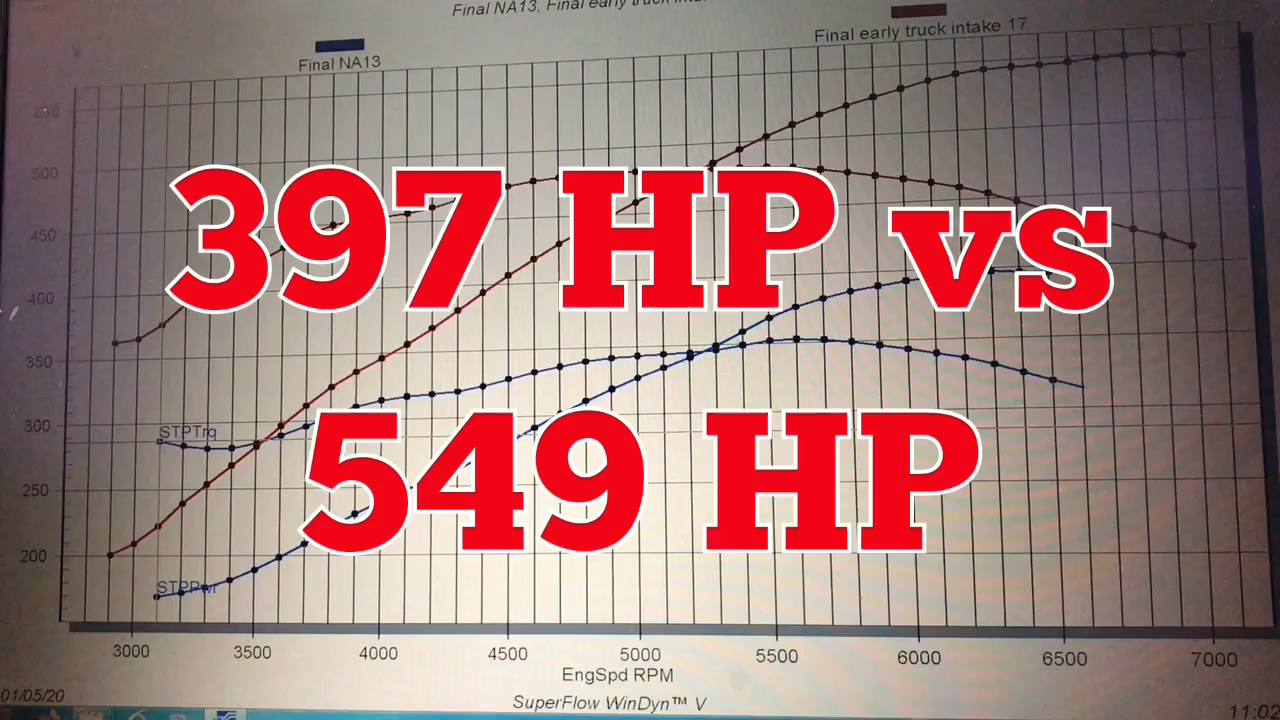 Final NA13, Final early truck inta
Final NA13
Final early truck intake 17
550
500
450
400
350
300
250
200
397 HP vs
549 HP
STPTrq
STPPwr
3000
3500
4000
4500
5000
5500
6000
6500
7000
EngSpd RPM
SuperFlow WinDyn™ V
01/05/20
11:02